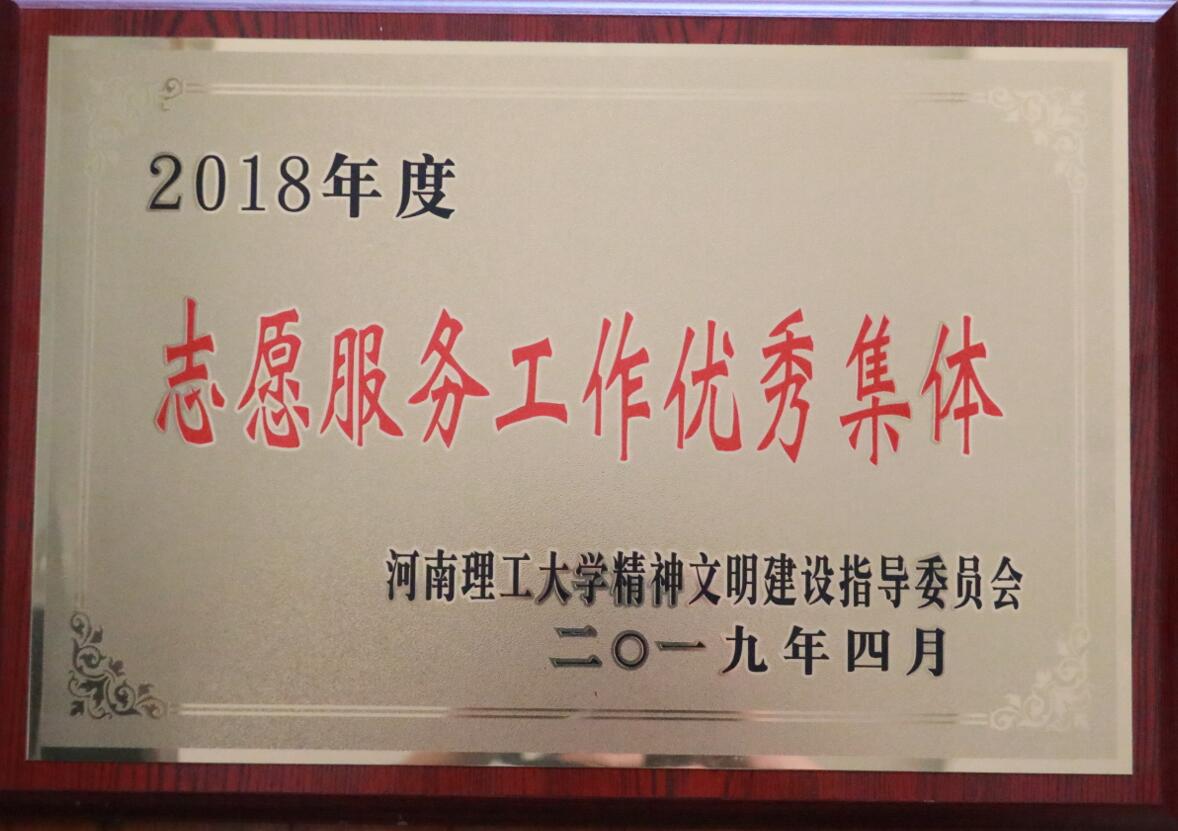 2018年度
志愿服务工作优秀集体
河南理工大学精神文明建设指导委员会
二〇一九年四月